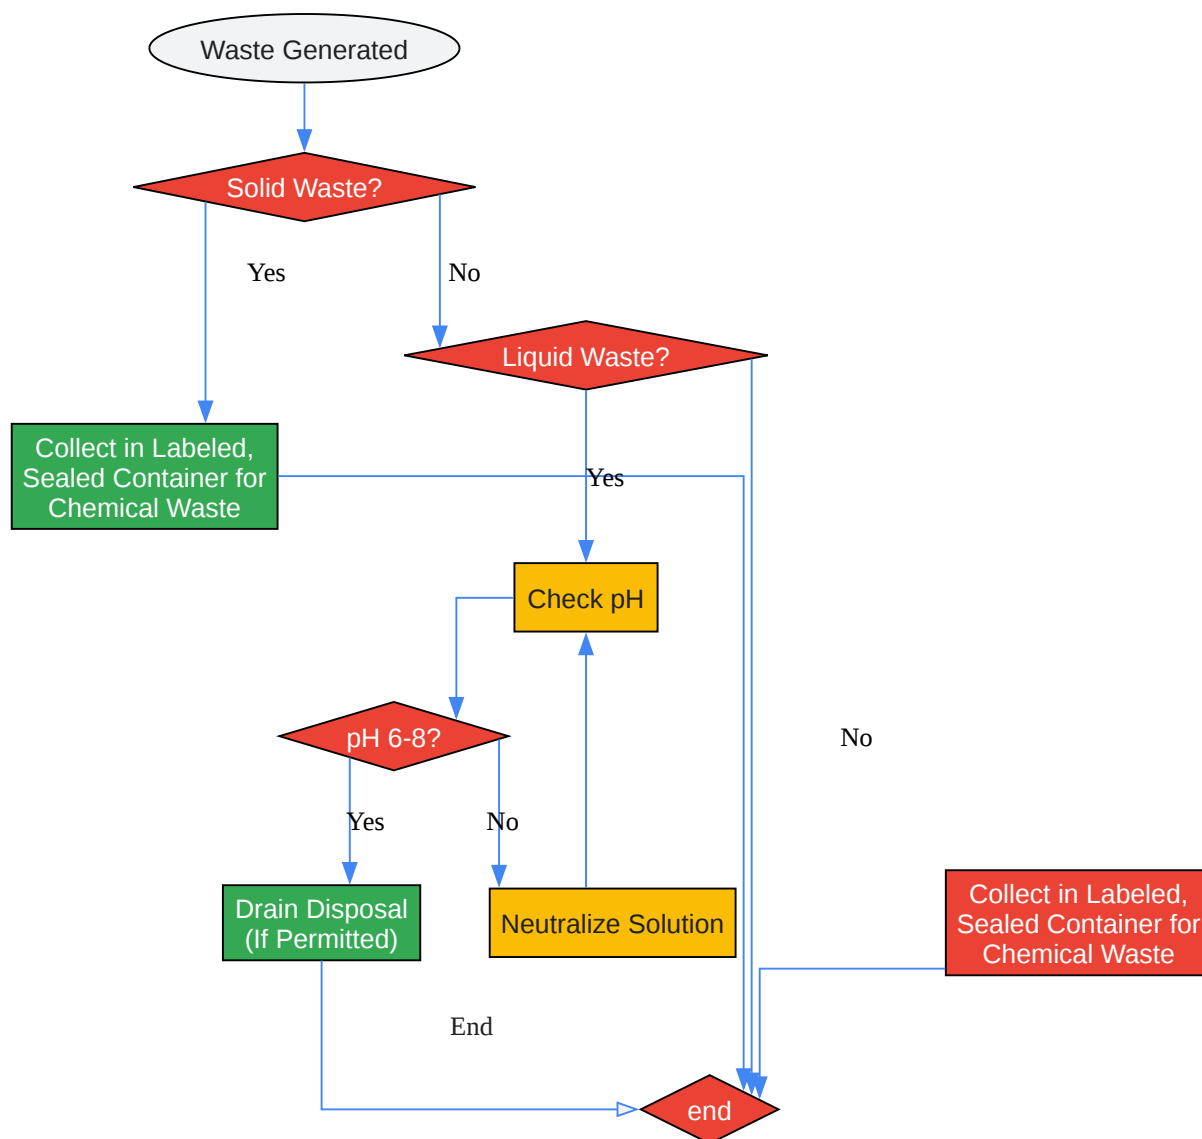 Waste Generated
Solid Waste?
Yes
No
Liquid Waste?
Collect in Labeled,
Sealed Container for
Chemical Waste
Yes
Check pH
pH 6-8?
No
Yes
No
Drain Disposal
(If Permitted)
Neutralize Solution
Collect in Labeled,
Sealed Container for
Chemical Waste
End
end